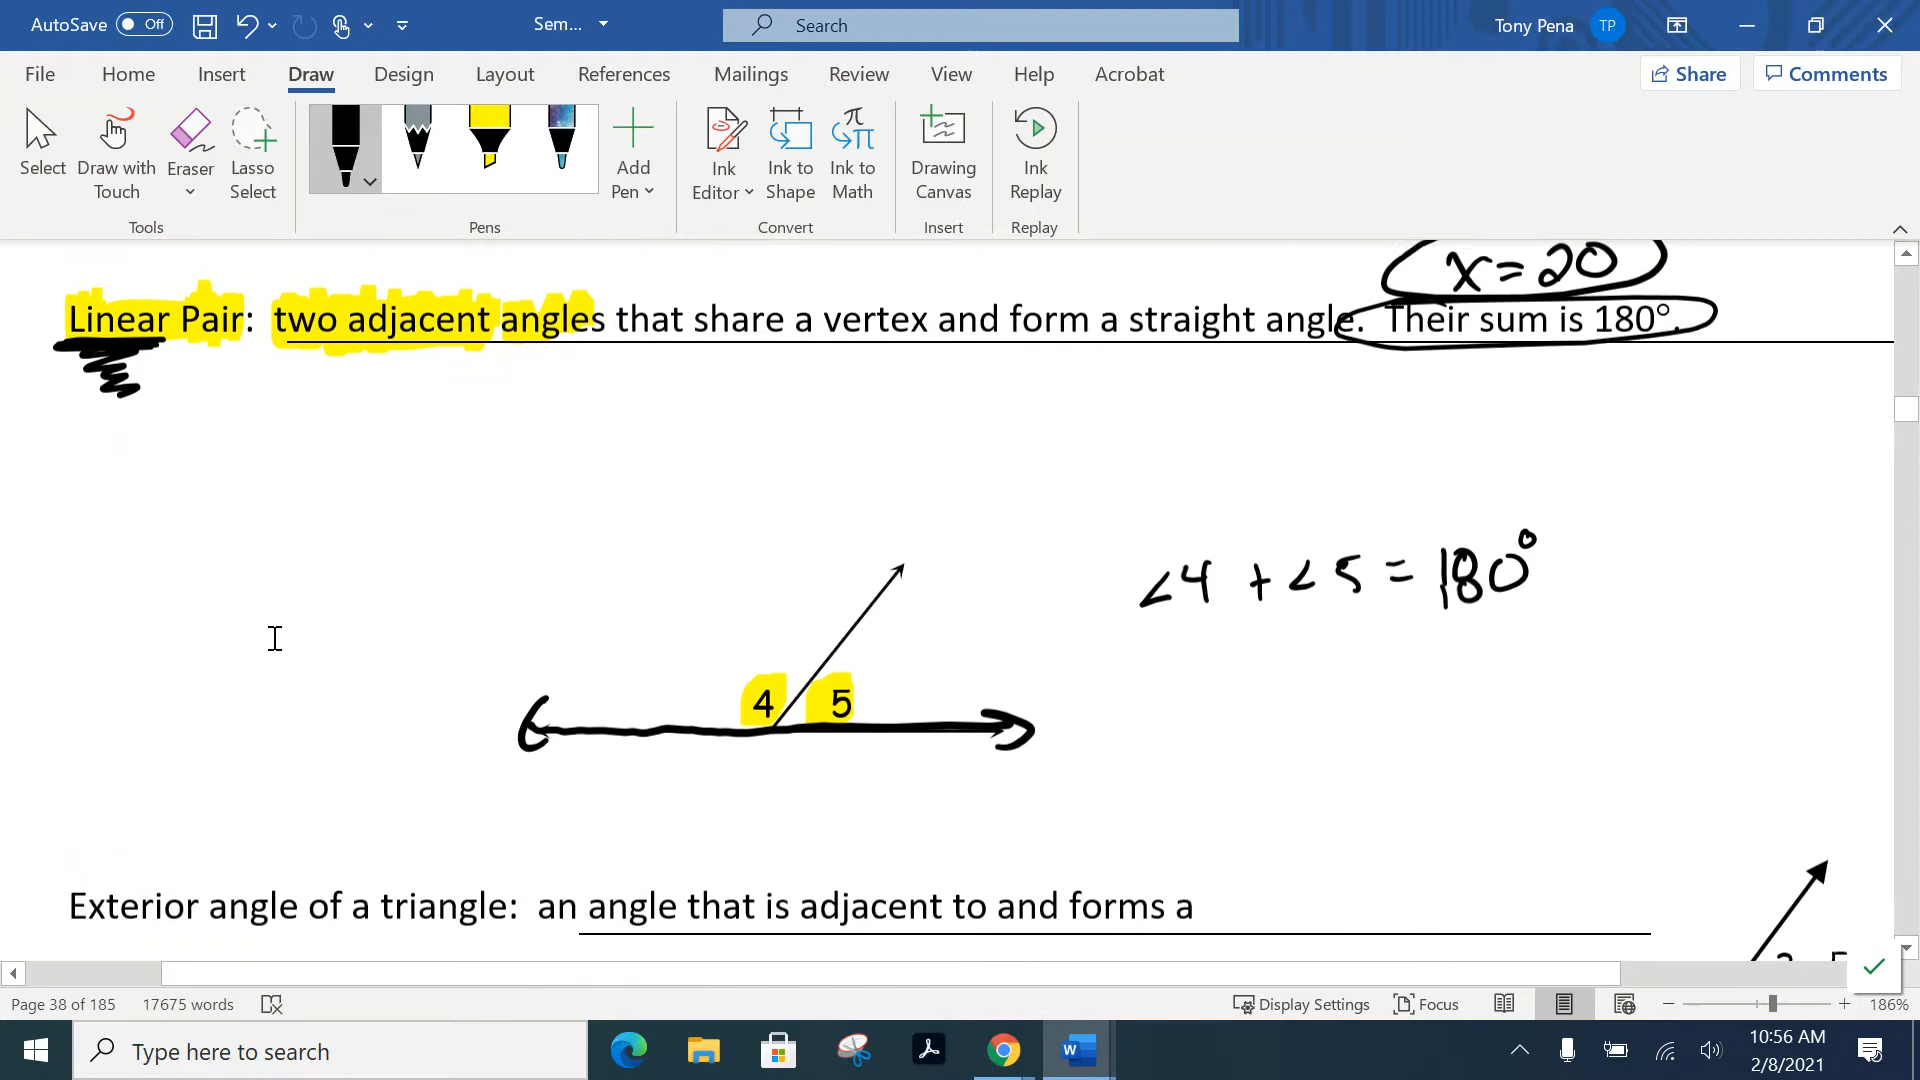 AutoSave Off Sem... Search Tony Pena TP
File Home Insert Draw Design Layout References Mailings Review View Help Acrobat Share Comments
Select Draw with Touch Eraser Lasso Select Add Pen Ink Editor Ink to Shape Ink to Math Drawing Canvas Ink Replay
Tools Pens Convert Insert Replay
x = 20
Linear Pair: two adjacent angles that share a vertex and form a straight angle. Their sum is 180°.
∠4 + ∠5 = 180°
4 5
Exterior angle of a triangle: an angle that is adjacent to and forms a
Page 38 of 185 17675 words Display Settings Focus 186%
Type here to search W 10:56 AM
2/8/2021